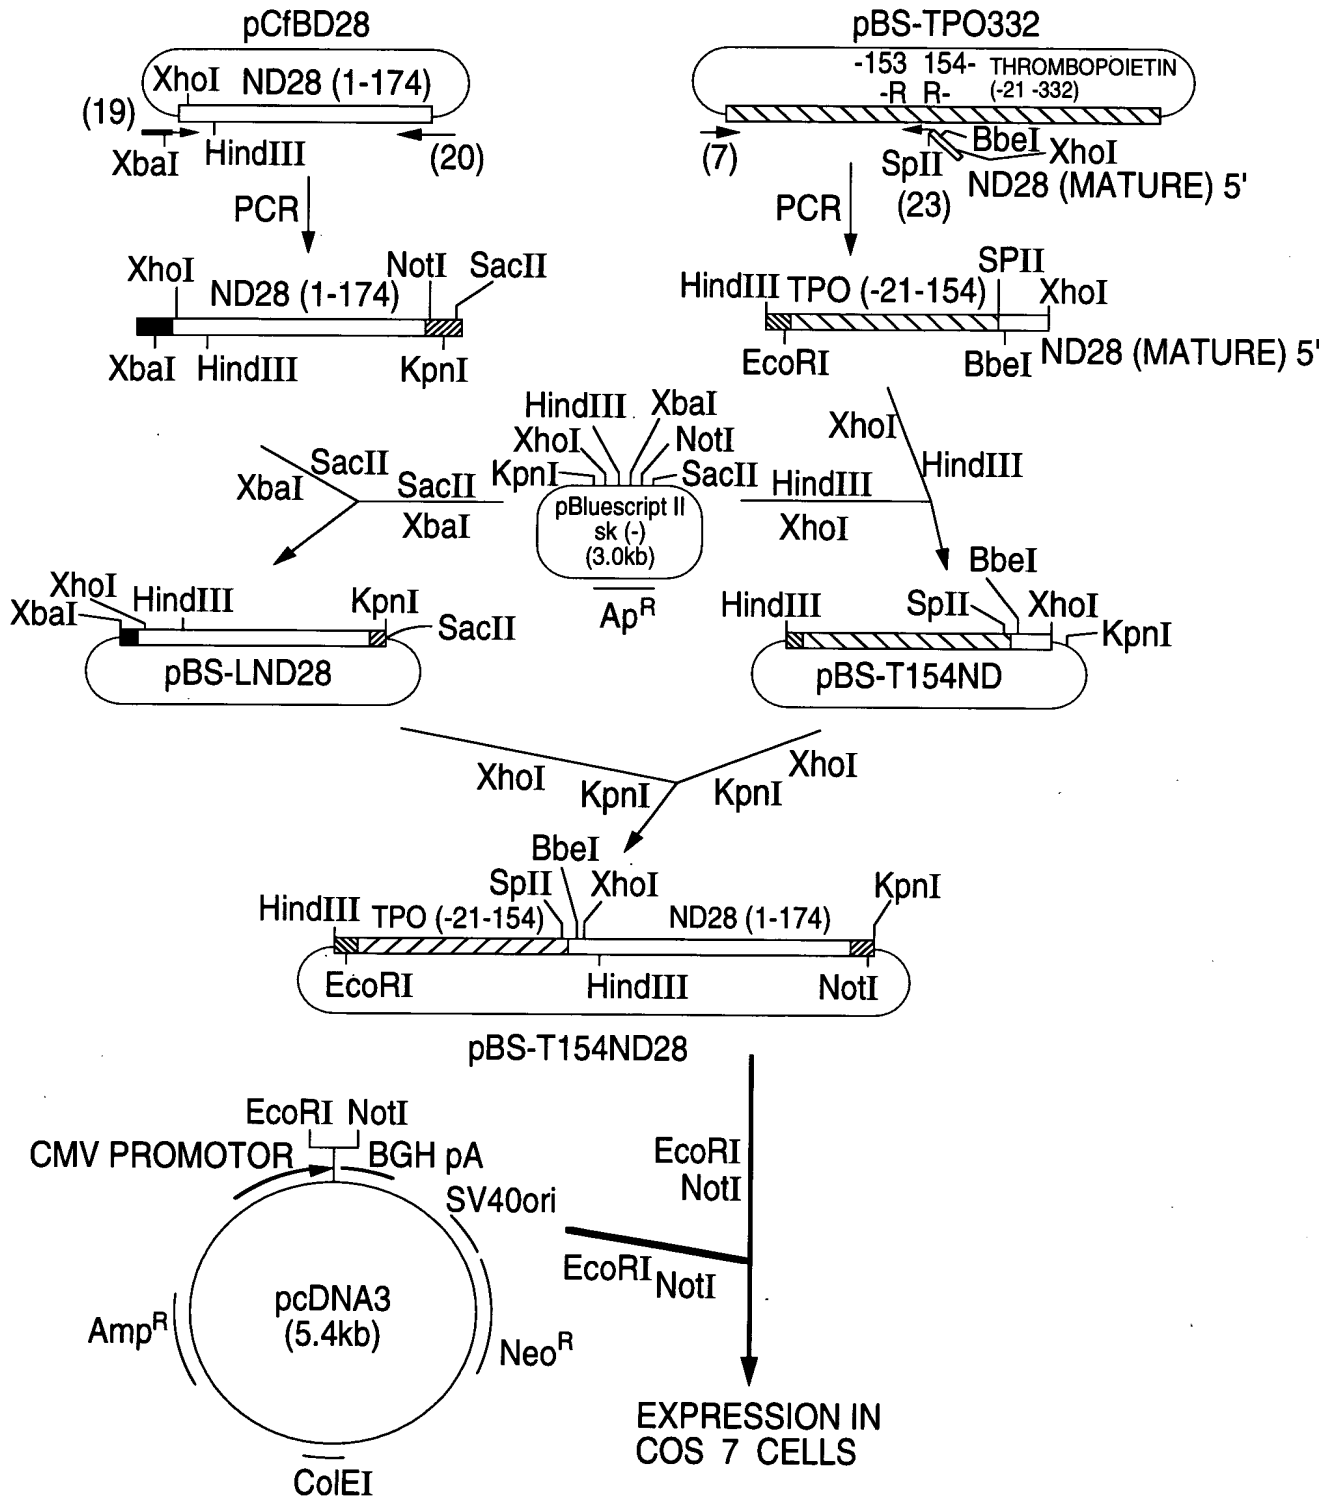 pCfBD28
pBS-TPO332
XhoI ND28 (1-174)
-153 154-
-R R-
THROMBOPOIETIN
(-21 -332)
(19)
XbaI
HindIII
(20)
(7)
SpII
(23)
BbeI
XhoI
ND28 (MATURE) 5'
PCR
PCR
XhoI
ND28 (1-174)
NotI
SacII
XbaI
HindIII
KpnI
HindIII
TPO (-21-154)
SPII
XhoI
EcoRI
BbeI
ND28 (MATURE) 5'
HindIII
XbaI
XhoI
NotI
KpnI
SacII
pBluescript II
sk (-)
(3.0kb)
Ap^R
XbaI
SacII
SacII
XbaI
HindIII
XhoI
XhoI
HindIII
XbaI
XhoI
HindIII
KpnI
SacII
pBS-LND28
HindIII
SpII
BbeI
XhoI
KpnI
pBS-T154ND
XhoI
KpnI
KpnI
XhoI
HindIII
TPO (-21-154)
SpII
BbeI
XhoI
ND28 (1-174)
KpnI
EcoRI
HindIII
NotI
pBS-T154ND28
EcoRI NotI
CMV PROMOTOR
BGH pA
SV40ori
EcoRI
NotI
EcoRI
NotI
pcDNA3
(5.4kb)
Amp^R
Neo^R
ColEI
EXPRESSION IN
COS 7 CELLS